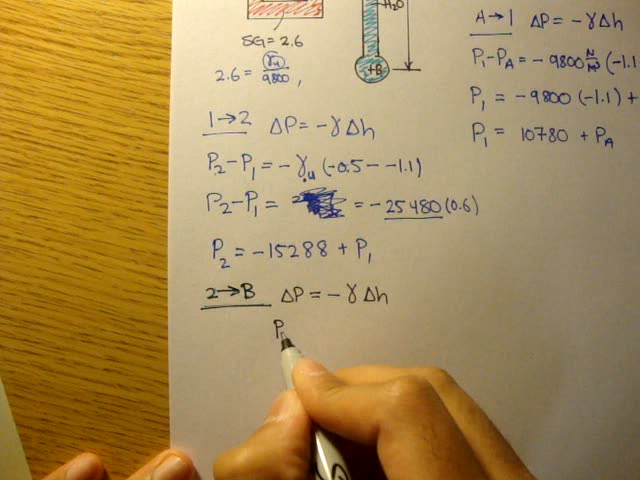 H2O
SG = 2.6
+B
2.6 = γu/9800,
1→2 ΔP = -γΔh
P2-P1 = -γu(-0.5--1.1)
P2-P1 = = -25480(0.6)
P2 = -15288 + P1
2→B ΔP = -γΔh
P
A→1 ΔP = -γΔh
P1-PA = -9800 N/m³(-1.1
P1 = -9800(-1.1)+
P1 = 10780 + PA